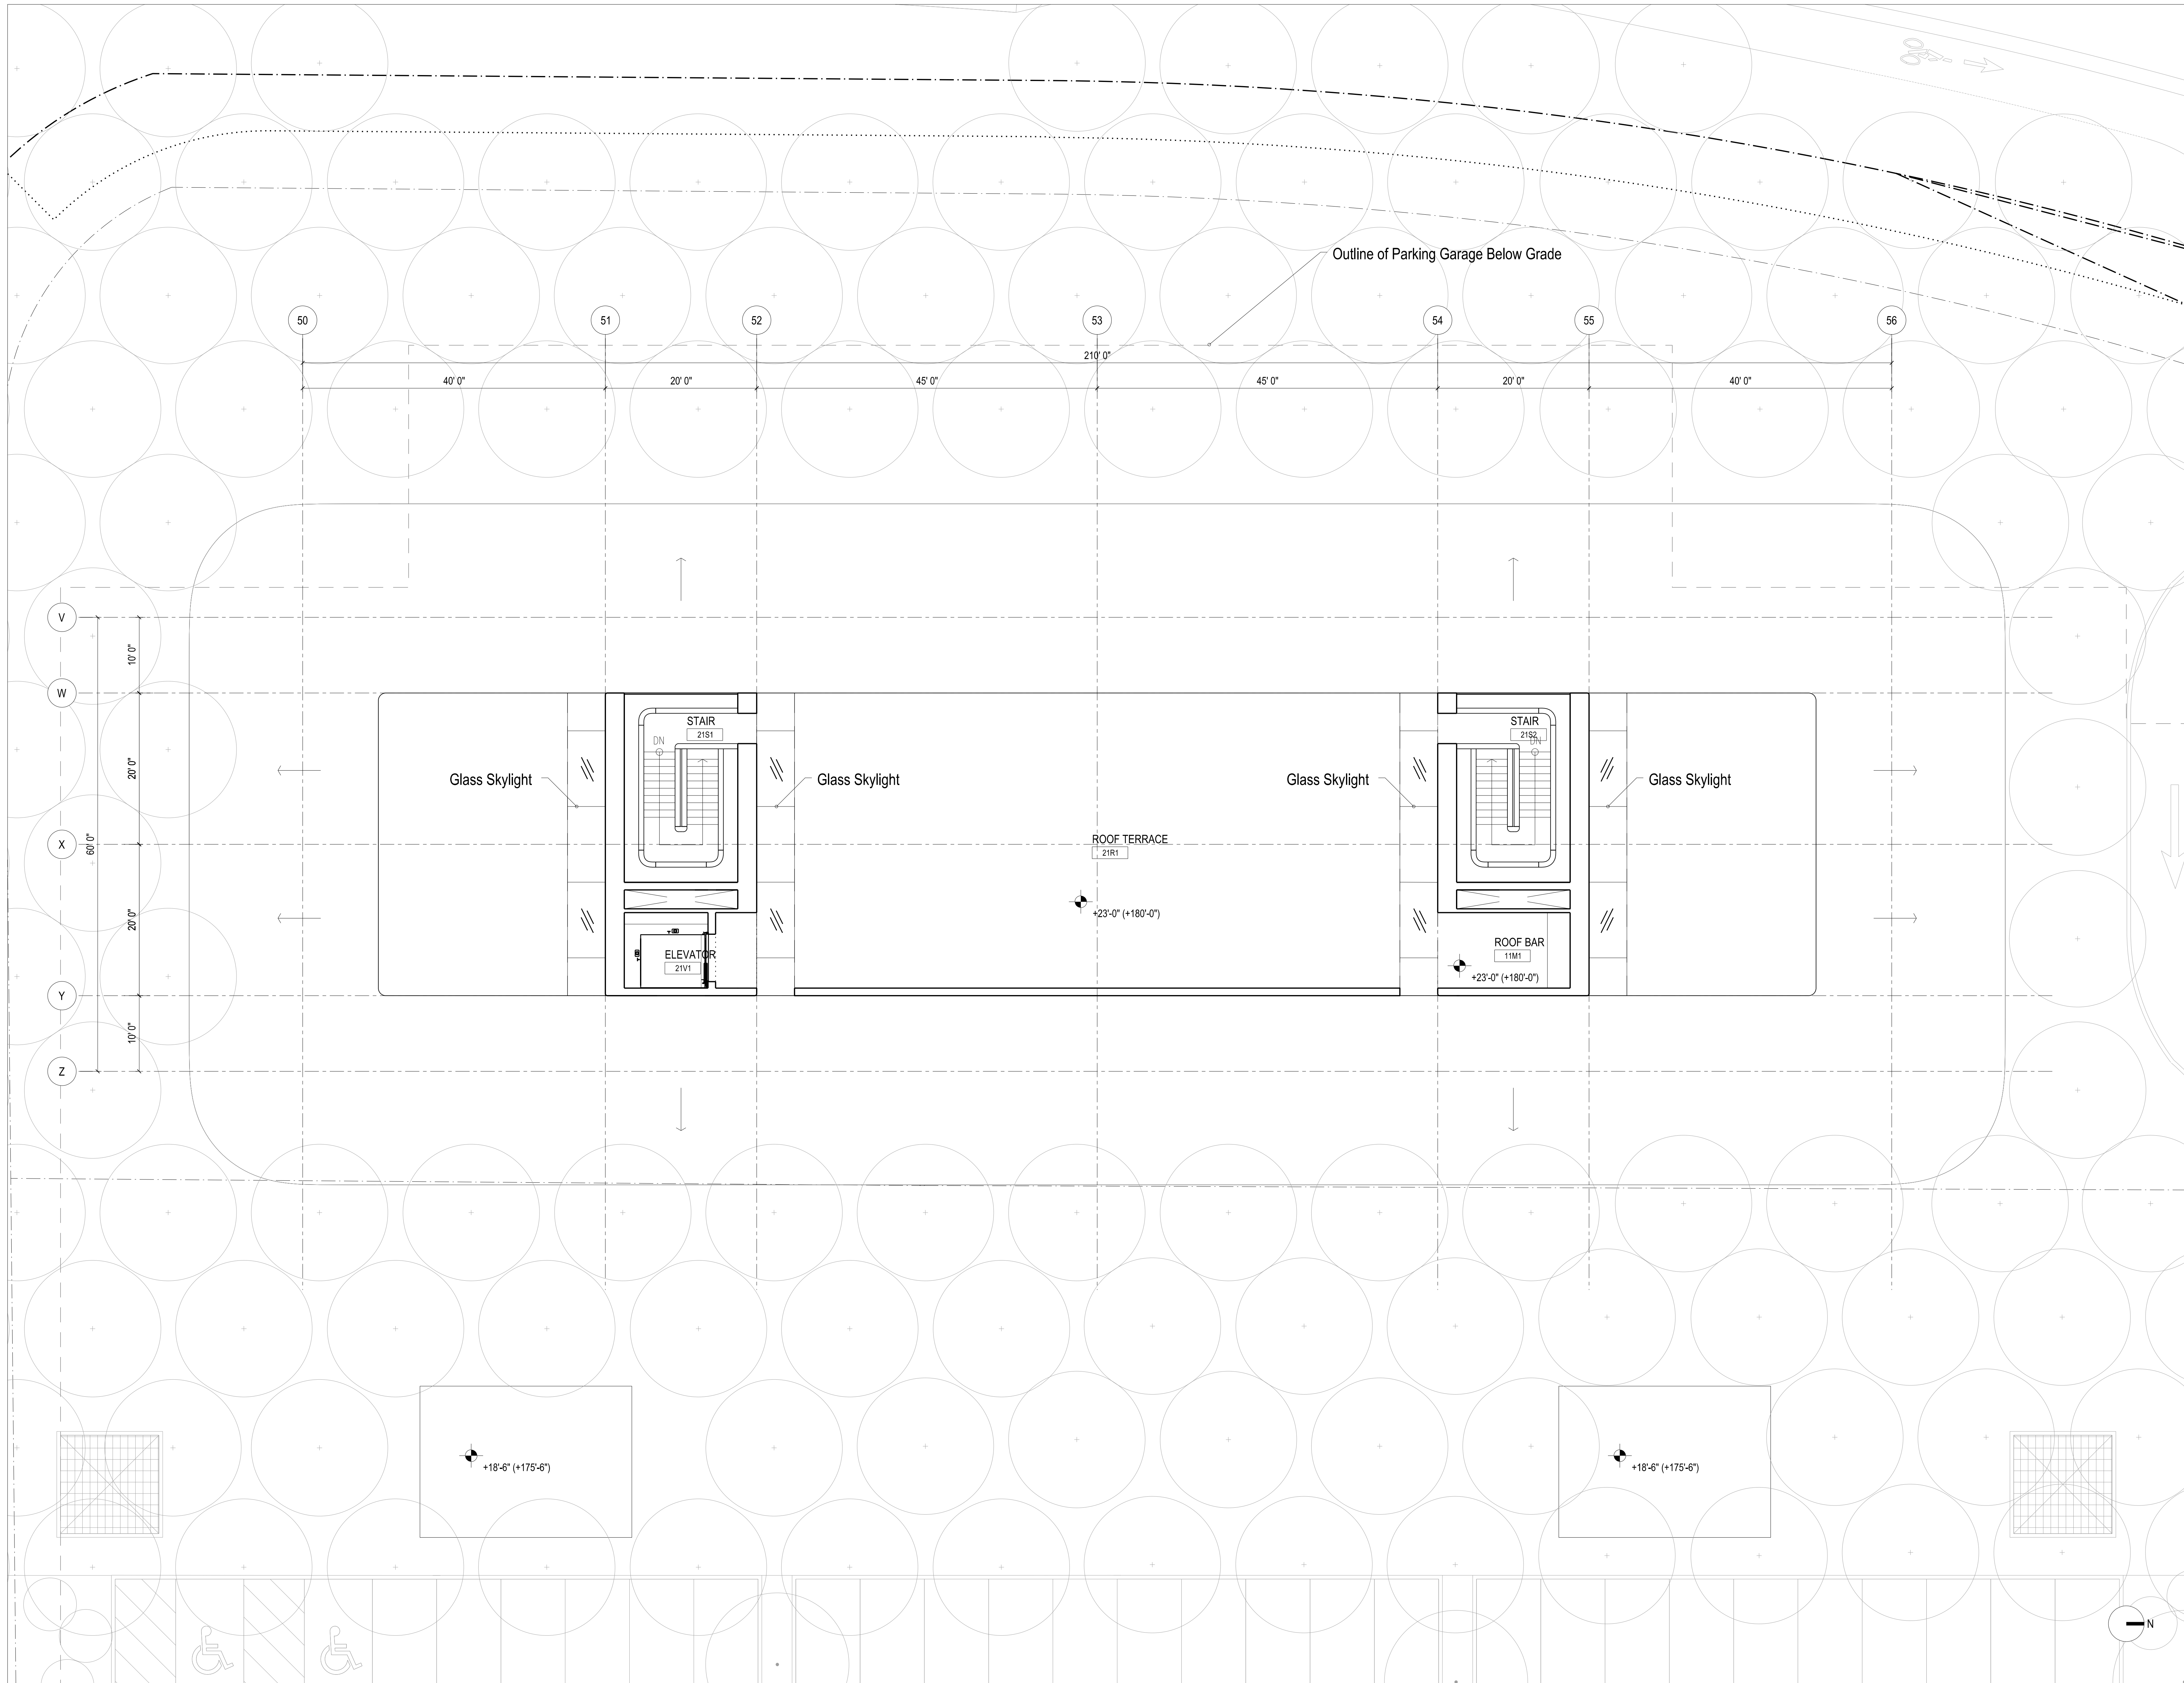 Outline of Parking Garage Below Grade
50
51
52
53
54
55
56
210' 0"
40' 0"
20' 0"
45' 0"
45' 0"
20' 0"
40' 0"
V
W
X
Y
Z
10' 0"
20' 0"
60' 0"
20' 0"
10' 0"
STAIR
21S1
DN
STAIR
21S2
DN
Glass Skylight
Glass Skylight
Glass Skylight
Glass Skylight
ROOF TERRACE
21R1
+23'-0" (+180'-0")
ELEVATOR
21V1
ROOF BAR
11M1
+23'-0" (+180'-0")
+18'-6" (+175'-6")
+18'-6" (+175'-6")
N